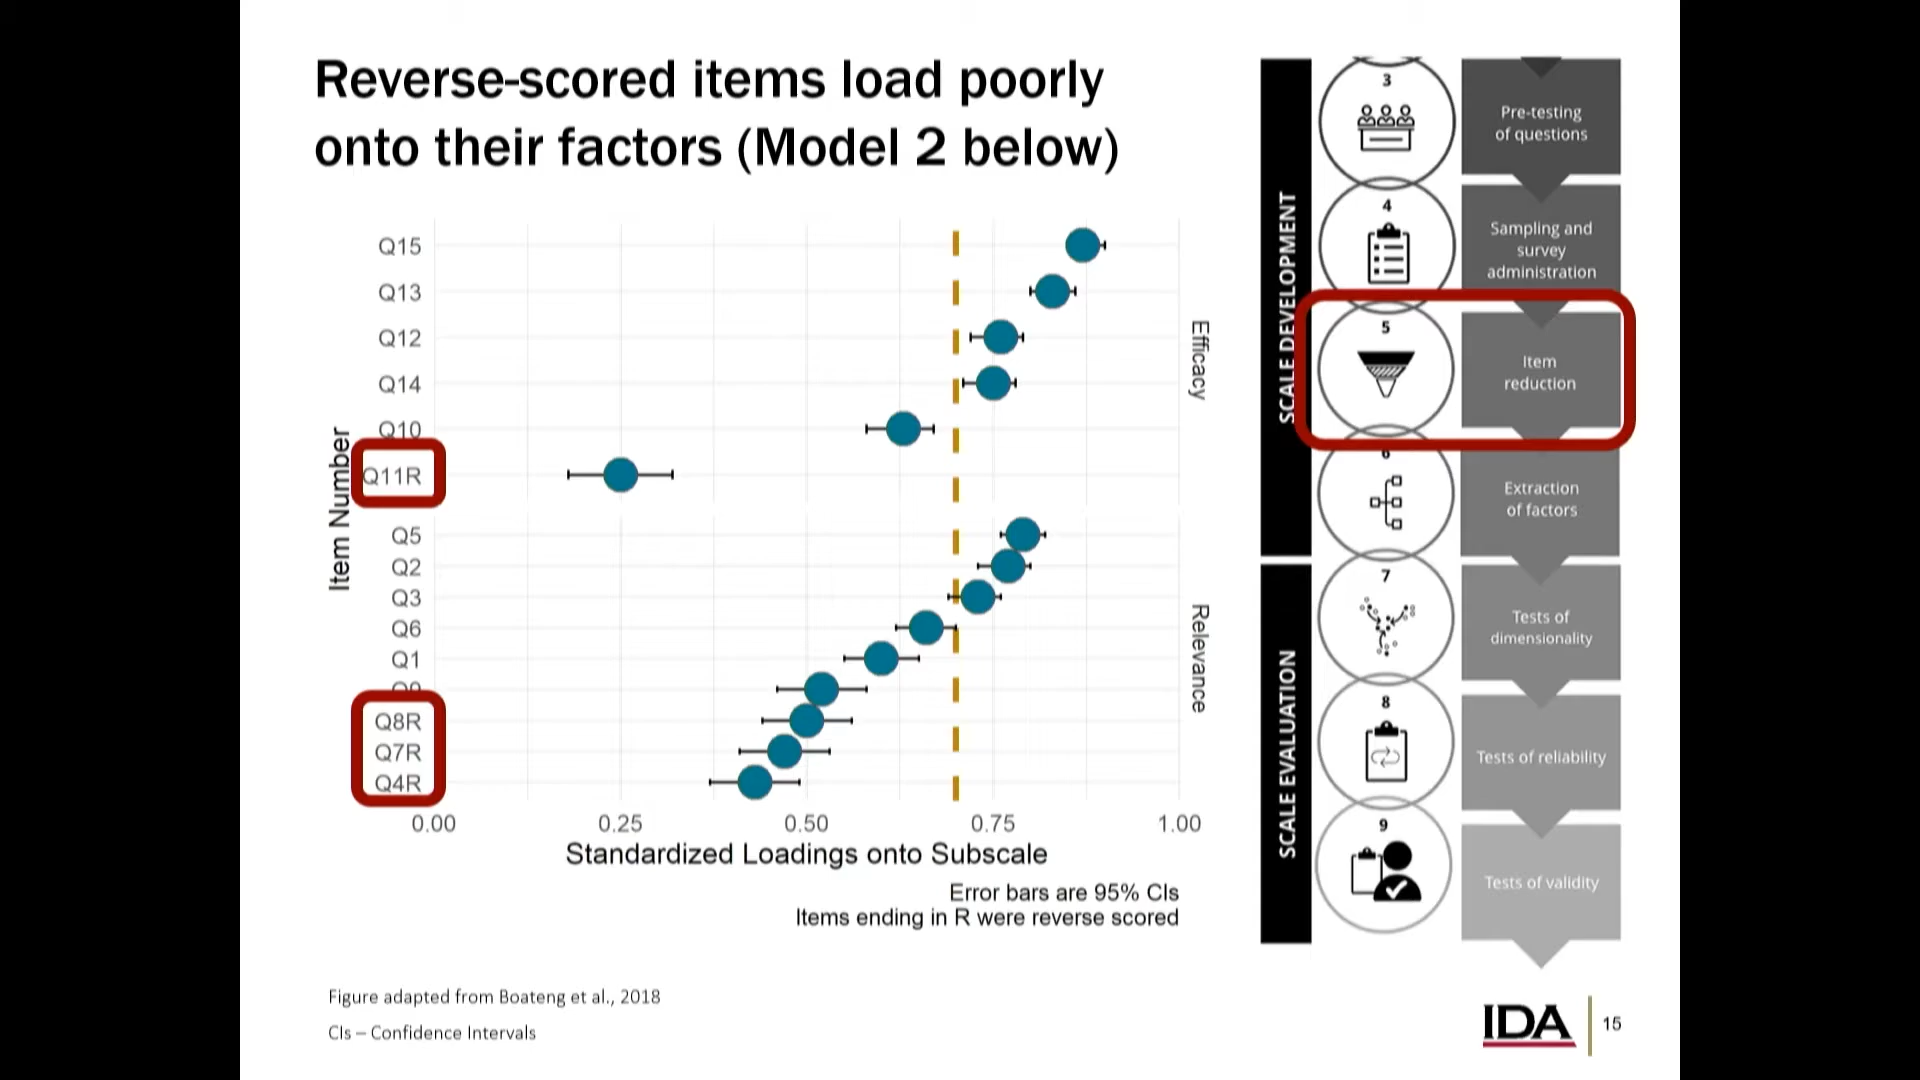 Reverse-scored items load poorly
onto their factors (Model 2 below)
Item Number
Q15
Q13
Q12
Q14
Q10
Q11R
Efficacy
Q5
Q2
Q3
Q6
Q1
Q9
Q8R
Q7R
Q4R
Relevance
0.00 0.25 0.50 0.75 1.00
Standardized Loadings onto Subscale
Error bars are 95% CIs
Items ending in R were reverse scored
SCALE DEVELOPMENT
3
Pre-testing
of questions
4
Sampling and
survey
administration
5
Item
reduction
6
Extraction
of factors
SCALE EVALUATION
7
Tests of
dimensionality
8
Tests of reliability
9
Tests of validity
Figure adapted from Boateng et al., 2018
CIs – Confidence Intervals
IDA
15